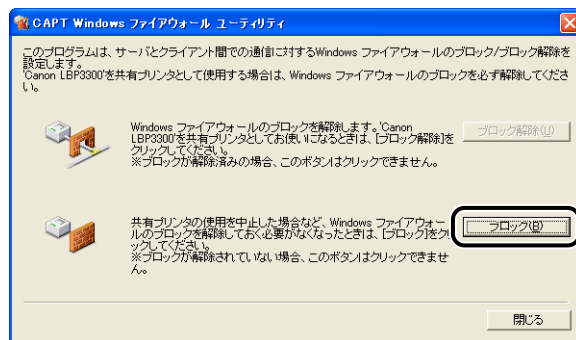 CAPT Windows ファイアウォール ユーティリティ
このプログラムは、サーバとクライアント間での通信に対するWindows ファイアウォールのブロック/ブロック解除を
設定します。
'Canon LBP3300'を共有プリンタとして使用する場合は、Windows ファイアウォールのブロックを必ず解除してくださ
い。
Windows ファイアウォールのブロックを解除します。'Canon
LBP3300'を共有プリンタとしてお使いになるときは、[ブロック解除]を
クリックしてください。
※ブロックが解除済みの場合、このボタンはクリックできません。
ブロック解除(U)
共有プリンタの使用を中止した場合など、Windows ファイアウォー
ルのブロックを解除しておく必要がなくなったときは、[ブロック]をクリ
ックしてください。
※ブロックが解除されていない場合、このボタンはクリックできませ
ん。
ブロック(B)
閉じる